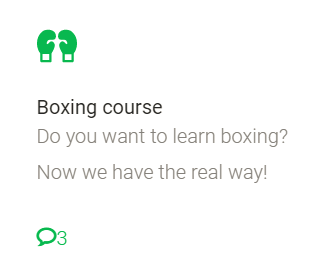 Boxing course
Do you want to learn boxing?
Now we have the real way!
3